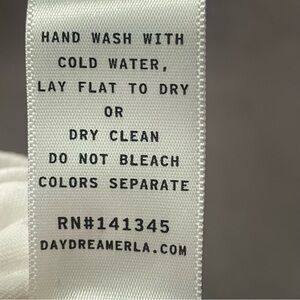 HAND WASH WITH
COLD WATER,
LAY FLAT TO DRY
OR
DRY CLEAN
DO NOT BLEACH
COLORS SEPARATE
RN#141345
DAYDREAMERLA.COM